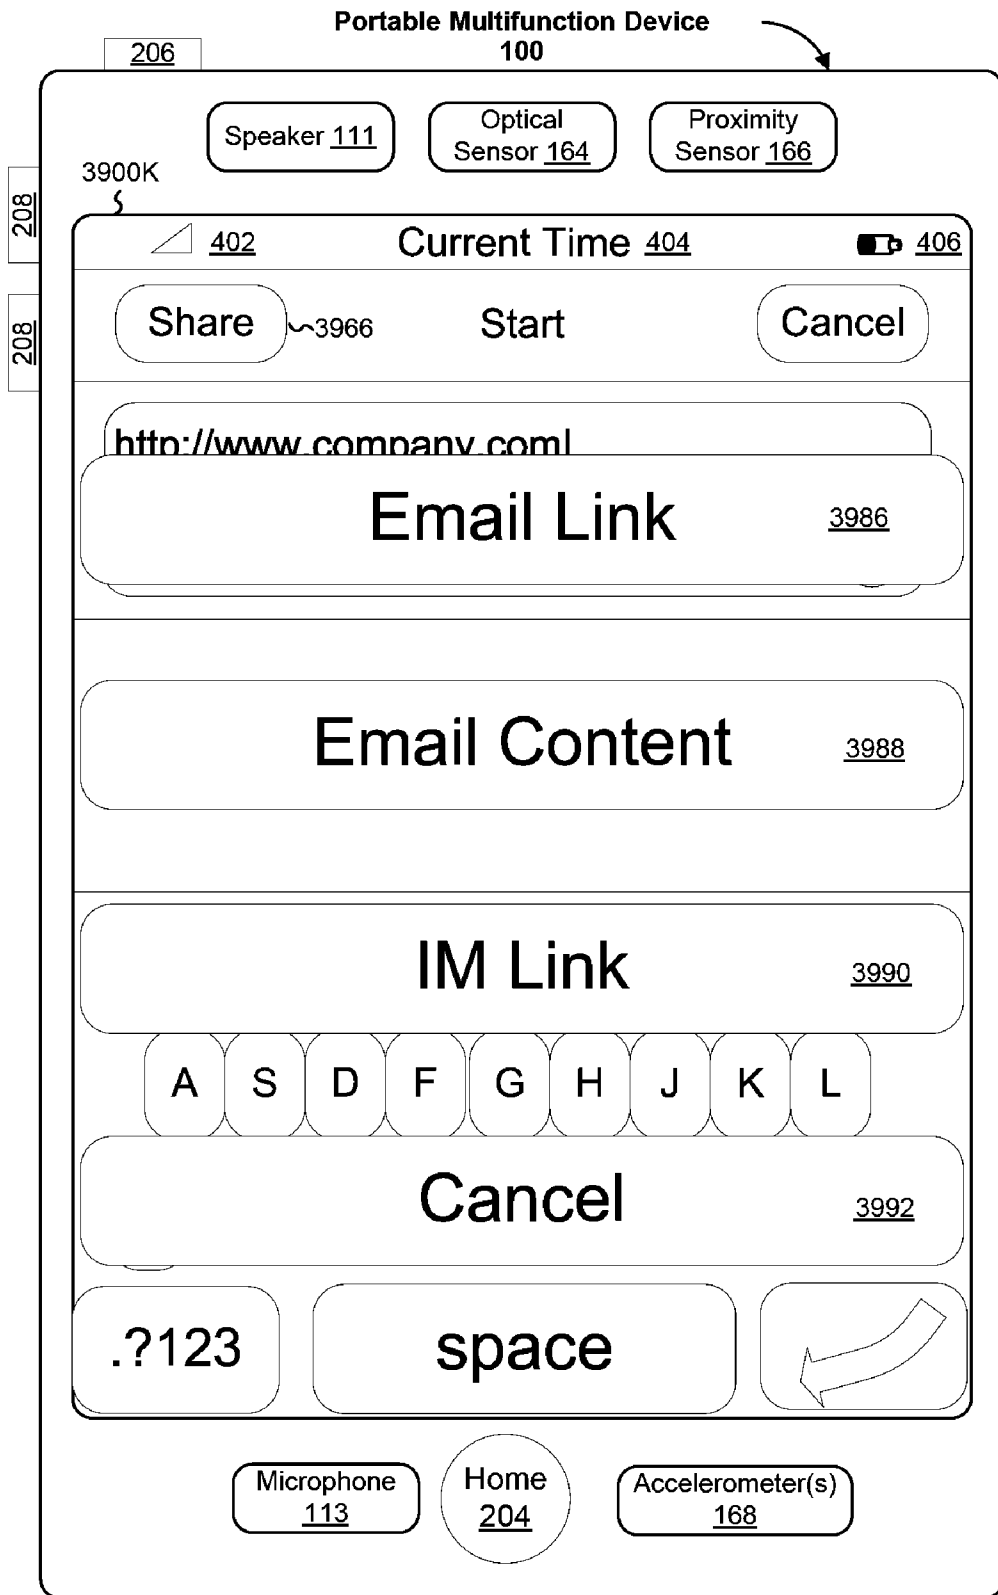 Portable Multifunction Device
100
206
Speaker 111
Optical
Sensor 164
Proximity
Sensor 166
3900K
208
208
402
Current Time 404
406
Share
3966
Start
Cancel
http://www.company.com
Email Link 3986
Email Content 3988
IM Link 3990
A S D F G H J K L
Cancel 3992
.?123
space
Microphone
113
Home
204
Accelerometer(s)
168